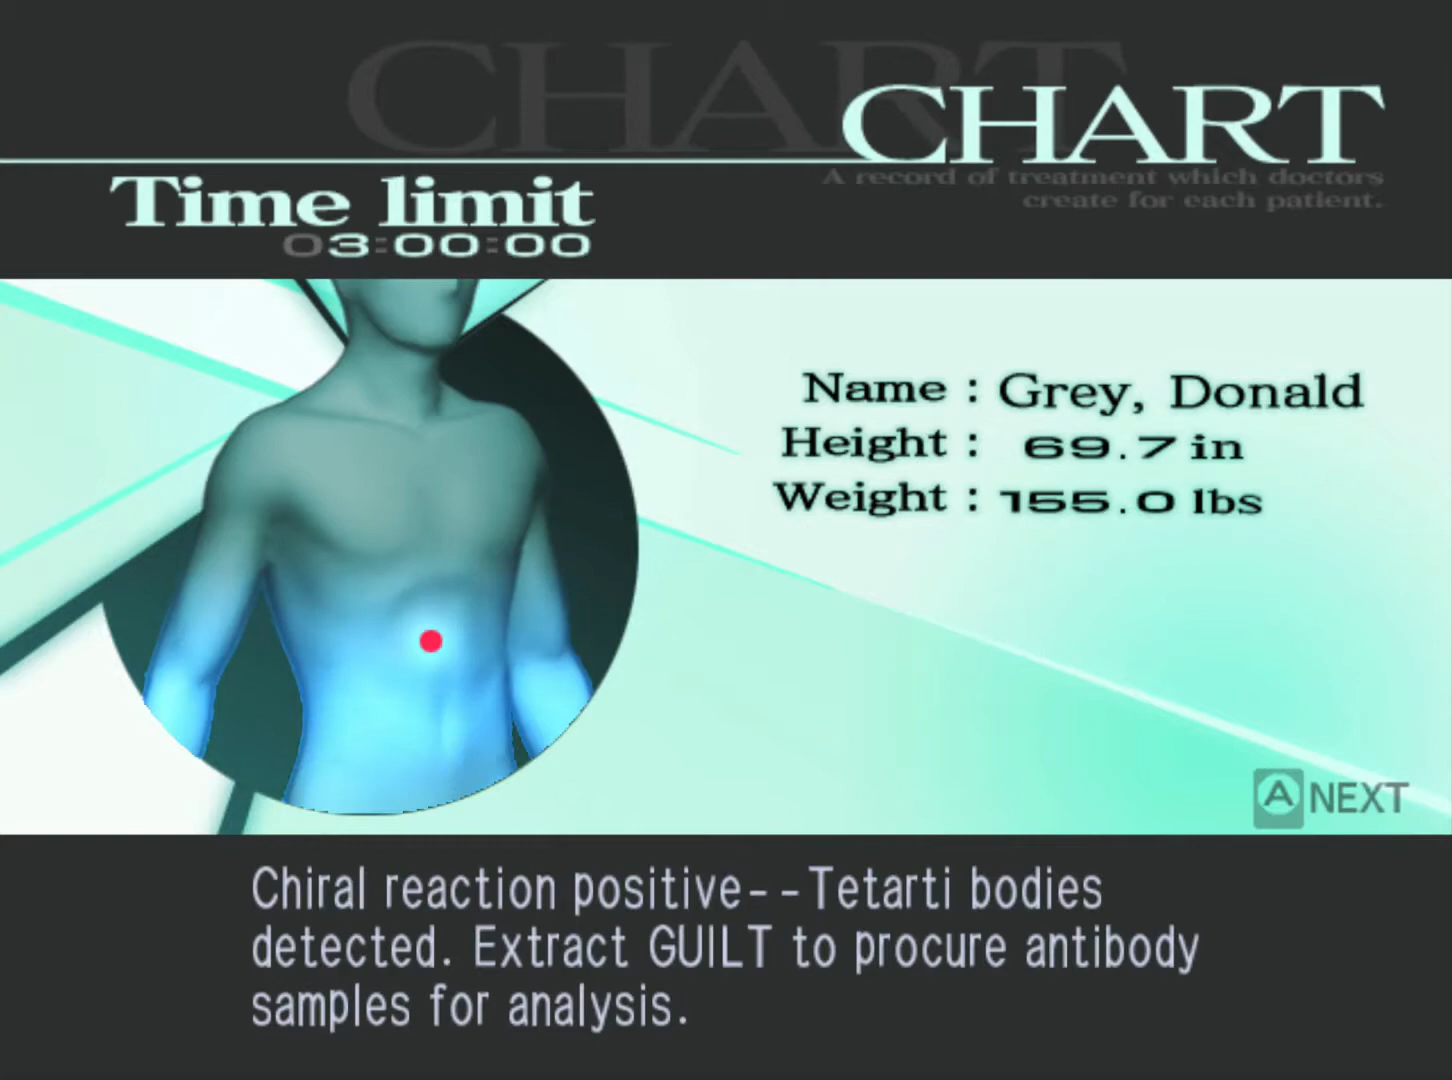 CHART
CHART
A record of treatment which doctors
create for each patient.
Time limit
03:00:00
Name : Grey, Donald
Height : 69.7 in
Weight : 155.0 lbs
A NEXT
Chiral reaction positive--Tetarti bodies
detected. Extract GUILT to procure antibody
samples for analysis.